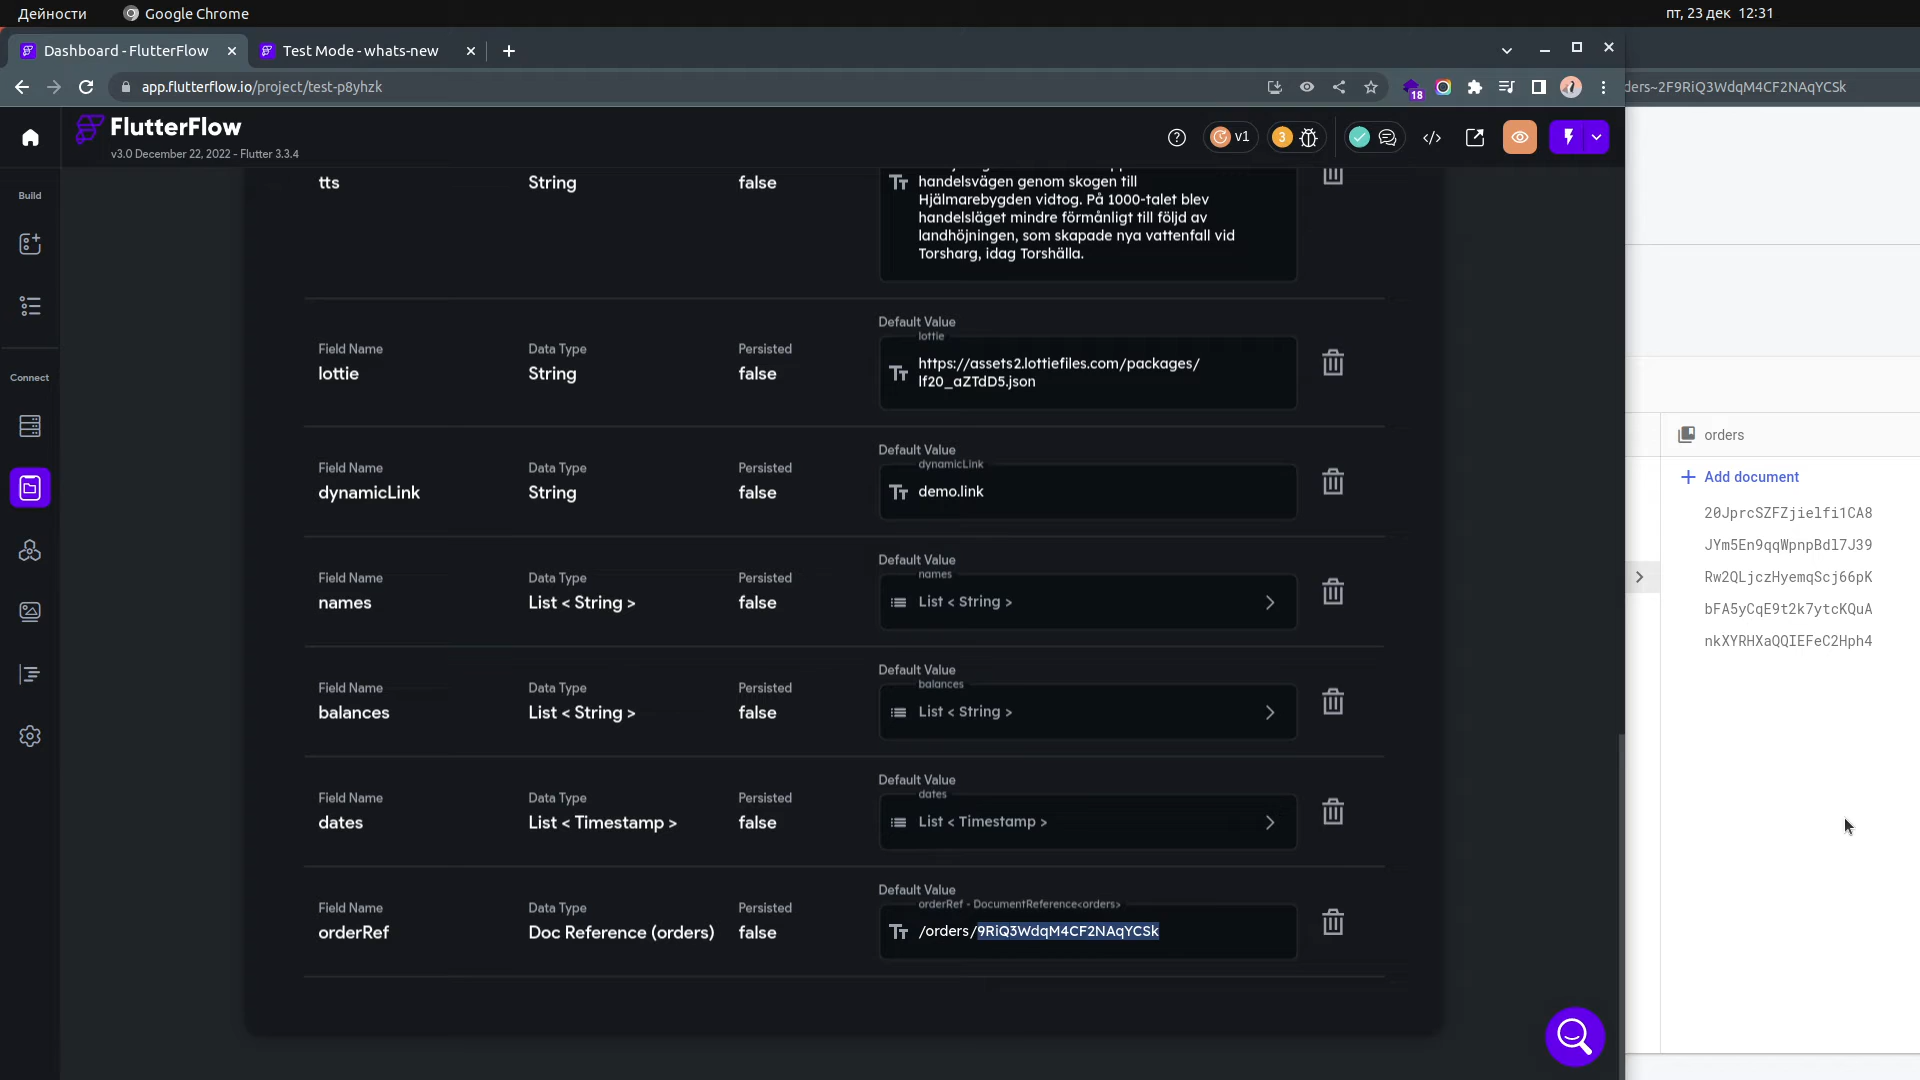 Дейности
Google Chrome
пт, 23 дек 12:31
Dashboard - FlutterFlow
Test Mode - whats-new
app.flutterflow.io/project/test-p8yhzk
18
ders~2F9RiQ3WdqM4CF2NAqYCSk
FlutterFlow
v3.0 December 22, 2022 - Flutter 3.3.4
v1
3
Build
Connect
tts
String
false
handelsvägen genom skogen till
Hjälmarebygden vidtog. På 1000-talet blev
handelsläget mindre förmånligt till följd av
landhöjningen, som skapade nya vattenfall vid
Torsharg, idag Torshälla.
Field Name
lottie
Data Type
String
Persisted
false
Default Value
lottie
https://assets2.lottiefiles.com/packages/
lf20_aZTdD5.json
Field Name
dynamicLink
Data Type
String
Persisted
false
Default Value
dynamicLink
demo.link
Field Name
names
Data Type
List < String >
Persisted
false
Default Value
names
List < String >
Field Name
balances
Data Type
List < String >
Persisted
false
Default Value
balances
List < String >
Field Name
dates
Data Type
List < Timestamp >
Persisted
false
Default Value
dates
List < Timestamp >
Field Name
orderRef
Data Type
Doc Reference (orders)
Persisted
false
Default Value
orderRef - DocumentReference<orders>
/orders/9RiQ3WdqM4CF2NAqYCSk
orders
Add document
20JprcSZFZjielfi1CA8
JYm5En9qqWpnpBdl7J39
Rw2QLjczHyemqScj66pK
bFA5yCqE9t2k7ytcKQuA
nkXYRHXaQQIEFeC2Hph4